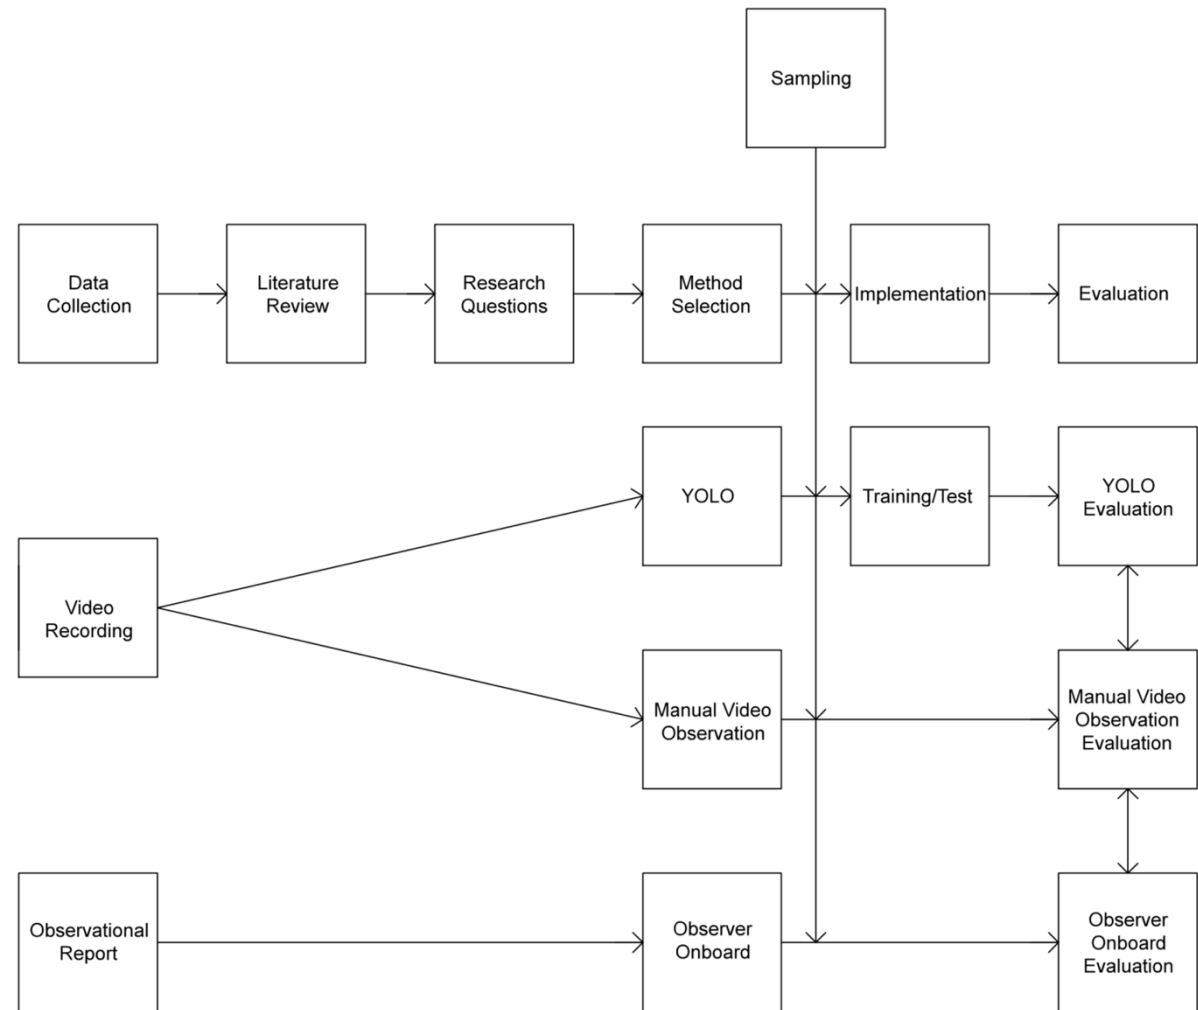 Sampling
Data
Collection
Literature
Review
Research
Questions
Method
Selection
Implementation
Evaluation
YOLO
Training/Test
YOLO
Evaluation
Video
Recording
Manual Video
Observation
Manual Video
Observation
Evaluation
Observational
Report
Observer
Onboard
Observer
Onboard
Evaluation